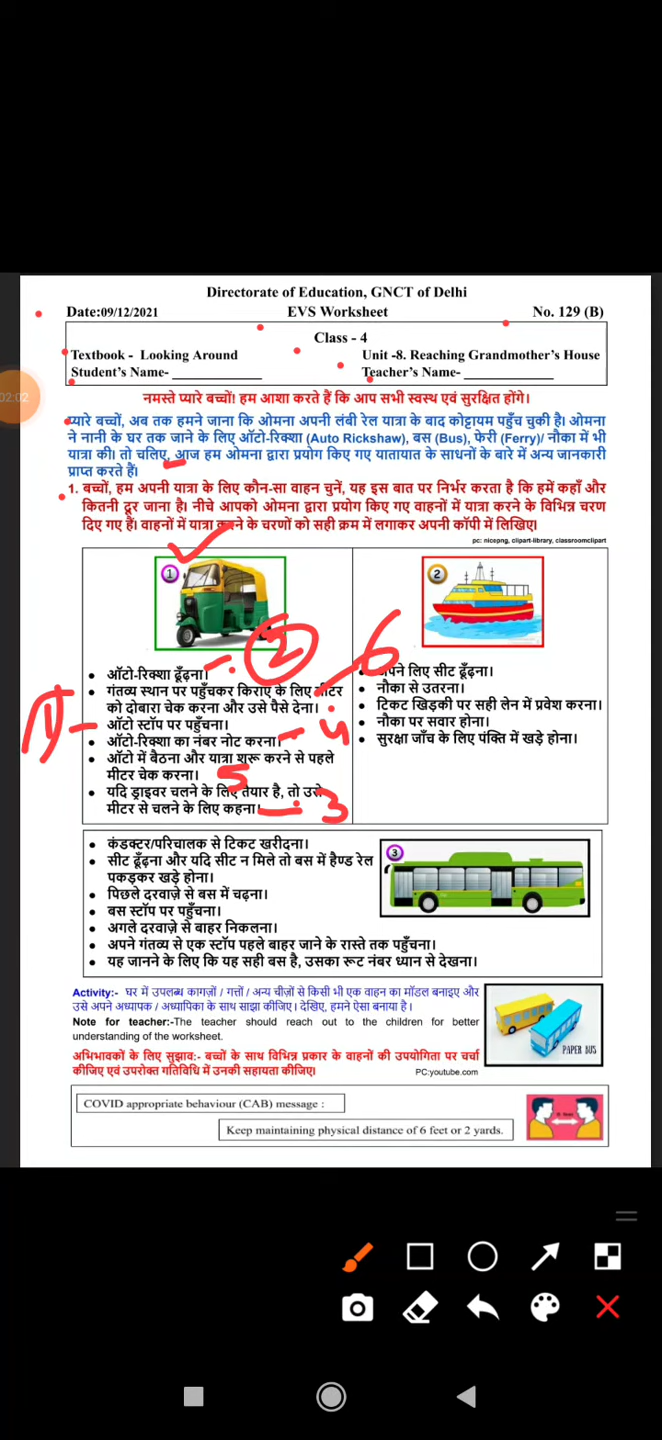 02:02
Directorate of Education, GNCT of Delhi
Date:09/12/2021 EVS Worksheet No. 129 (B)
Class - 4
Textbook - Looking Around Unit -8. Reaching Grandmother's House
Student's Name- ______________ Teacher's Name- ______________
नमस्ते प्यारे बच्चों! हम आशा करते हैं कि आप सभी स्वस्थ एवं सुरक्षित होंगे।
प्यारे बच्चों, अब तक हमने जाना कि ओमना अपनी लंबी रेल यात्रा के बाद कोट्टायम पहुँच चुकी है। ओमना
ने नानी के घर तक जाने के लिए ऑटो-रिक्शा (Auto Rickshaw), बस (Bus), फेरी (Ferry)/ नौका में भी
यात्रा की। तो चलिए, आज हम ओमना द्वारा प्रयोग किए गए यातायात के साधनों के बारे में अन्य जानकारी
प्राप्त करते हैं।
1. बच्चों, हम अपनी यात्रा के लिए कौन-सा वाहन चुनें, यह इस बात पर निर्भर करता है कि हमें कहाँ और
कितनी दूर जाना है। नीचे आपको ओमना द्वारा प्रयोग किए गए वाहनों में यात्रा करने के विभिन्न चरण
दिए गए हैं। वाहनों में यात्रा करने के चरणों को सही क्रम में लगाकर अपनी कॉपी में लिखिए।
pc: nicepng, clipart-library, classroomclipart
1
• ऑटो-रिक्शा ढूँढ़ना। 2
• गंतव्य स्थान पर पहुँचकर किराए के लिए मीटर 6
को दोबारा चेक करना और उसे पैसे देना।
1 ऑटो स्टॉप पर पहुँचना।
• ऑटो-रिक्शा का नंबर नोट करना। 4
• ऑटो में बैठना और यात्रा शुरू करने से पहले
मीटर चेक करना। 5
• यदि ड्राइवर चलने के लिए तैयार है, तो उसे
मीटर से चलने के लिए कहना। 3
2
• अपने लिए सीट ढूँढ़ना।
• नौका से उतरना।
• टिकट खिड़की पर सही लेन में प्रवेश करना।
• नौका पर सवार होना।
• सुरक्षा जाँच के लिए पंक्ति में खड़े होना।
3
• कंडक्टर/परिचालक से टिकट खरीदना।
• सीट ढूँढ़ना और यदि सीट न मिले तो बस में हैण्ड रेल
पकड़कर खड़े होना।
• पिछले दरवाज़े से बस में चढ़ना।
• बस स्टॉप पर पहुँचना।
• अगले दरवाज़े से बाहर निकलना।
• अपने गंतव्य से एक स्टॉप पहले बाहर जाने के रास्ते तक पहुँचना।
• यह जानने के लिए कि यह सही बस है, उसका रूट नंबर ध्यान से देखना।
Activity:- घर में उपलब्ध कागज़ों / गत्तों / अन्य चीज़ों से किसी भी एक वाहन का मॉडल बनाइए और
उसे अपने अध्यापक / अध्यापिका के साथ साझा कीजिए। देखिए, हमने ऐसा बनाया है।
Note for teacher:-The teacher should reach out to the children for better
understanding of the worksheet.
अभिभावकों के लिए सुझाव:- बच्चों के साथ विभिन्न प्रकार के वाहनों की उपयोगिता पर चर्चा
कीजिए एवं उपरोक्त गतिविधि में उनकी सहायता कीजिए।
PC:youtube.com
PAPER BUS
COVID appropriate behaviour (CAB) message :
Keep maintaining physical distance of 6 feet or 2 yards.